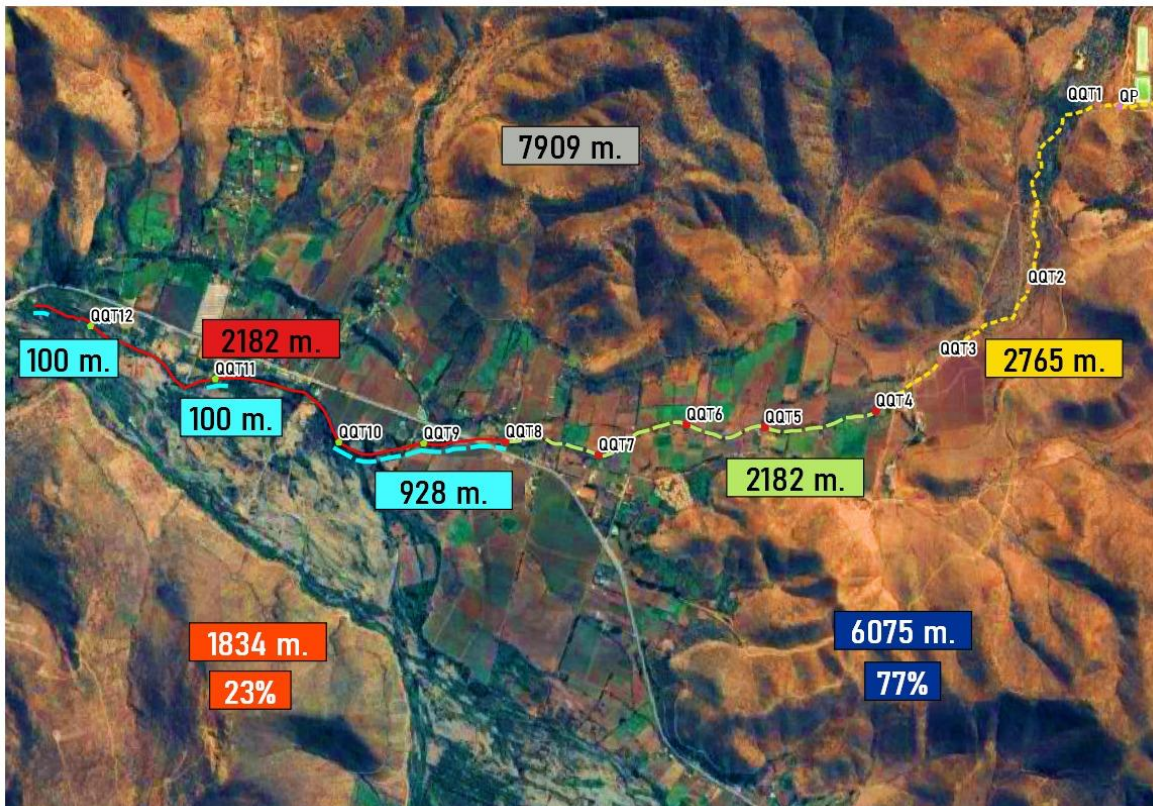 QQT1
QP
7909 m.
QQT2
QQT12
2182 m.
QQT3
100 m.
2765 m.
QQT11
100 m.
QQT4
QQT6
QQT5
QQT10
QQT9
QQT8
QQT7
2182 m.
928 m.
1834 m.
6075 m.
23%
77%